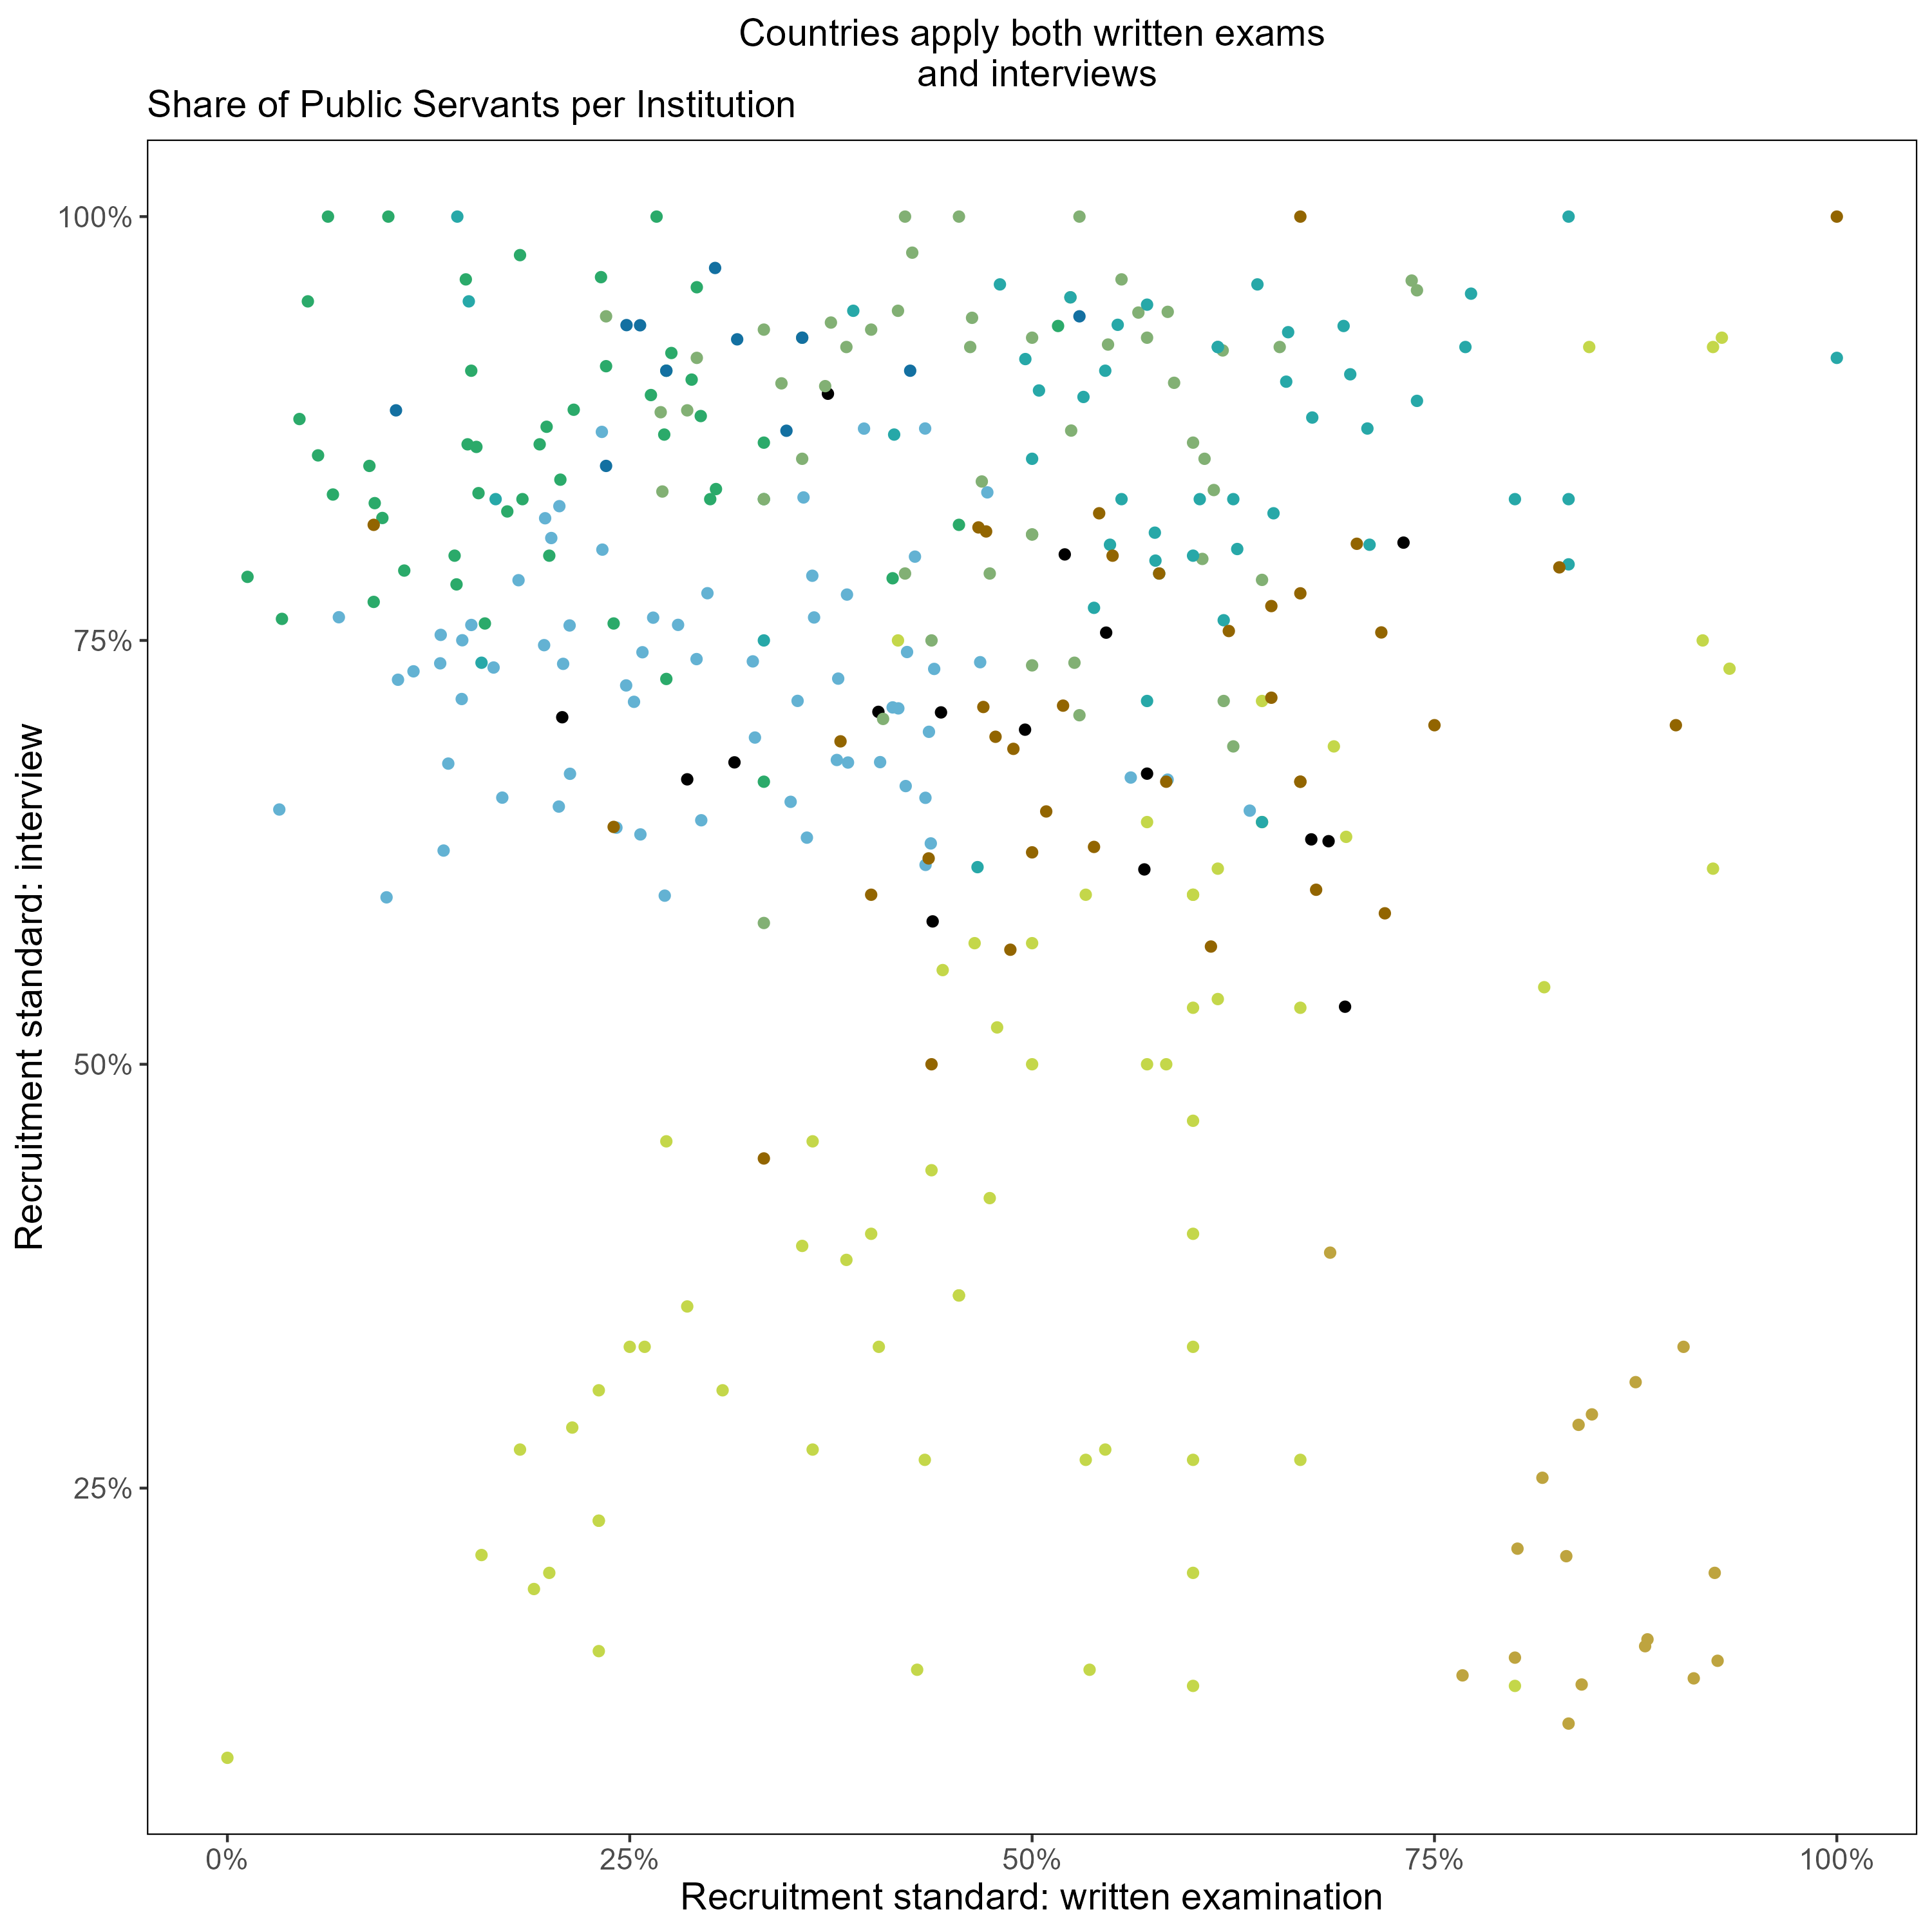 Countries apply both written exams
and interviews
Share of Public Servants per Institution
Recruitment standard: interview
100%
75%
50%
25%
0%
25%
50%
75%
100%
Recruitment standard: written examination